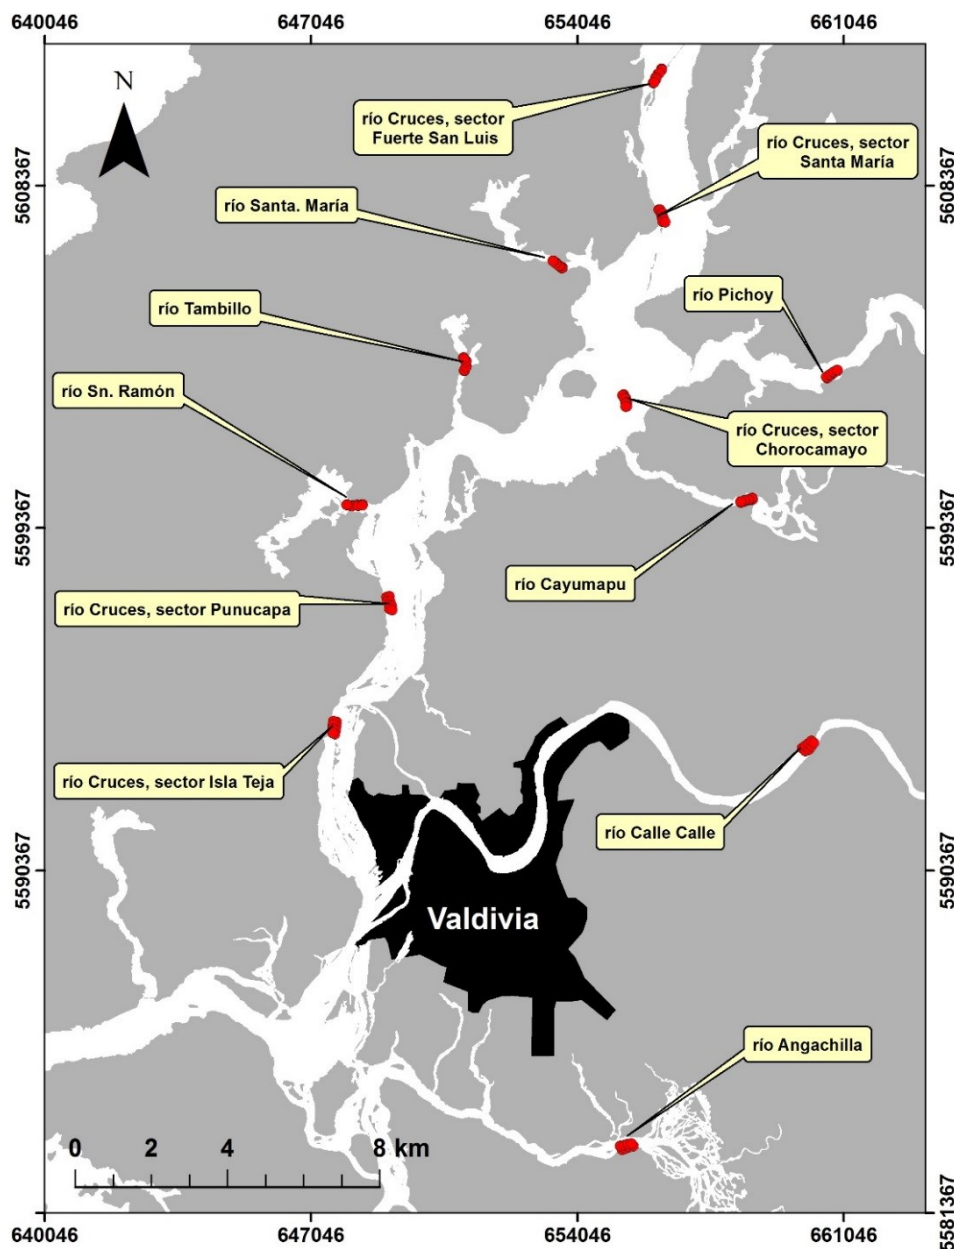 640046 647046 654046 661046
N
río Cruces, sector
Fuerte San Luis
río Cruces, sector
Santa María
5608367 5608367
río Santa. María
río Pichoy
río Tambillo
río Sn. Ramón
río Cruces, sector
Chorocamayo
5599367 5599367
río Cayumapu
río Cruces, sector Punucapa
río Cruces, sector Isla Teja
río Calle Calle
5590367 5590367
Valdivia
río Angachilla
0 2 4 8 km
5581367
640046 647046 654046 661046